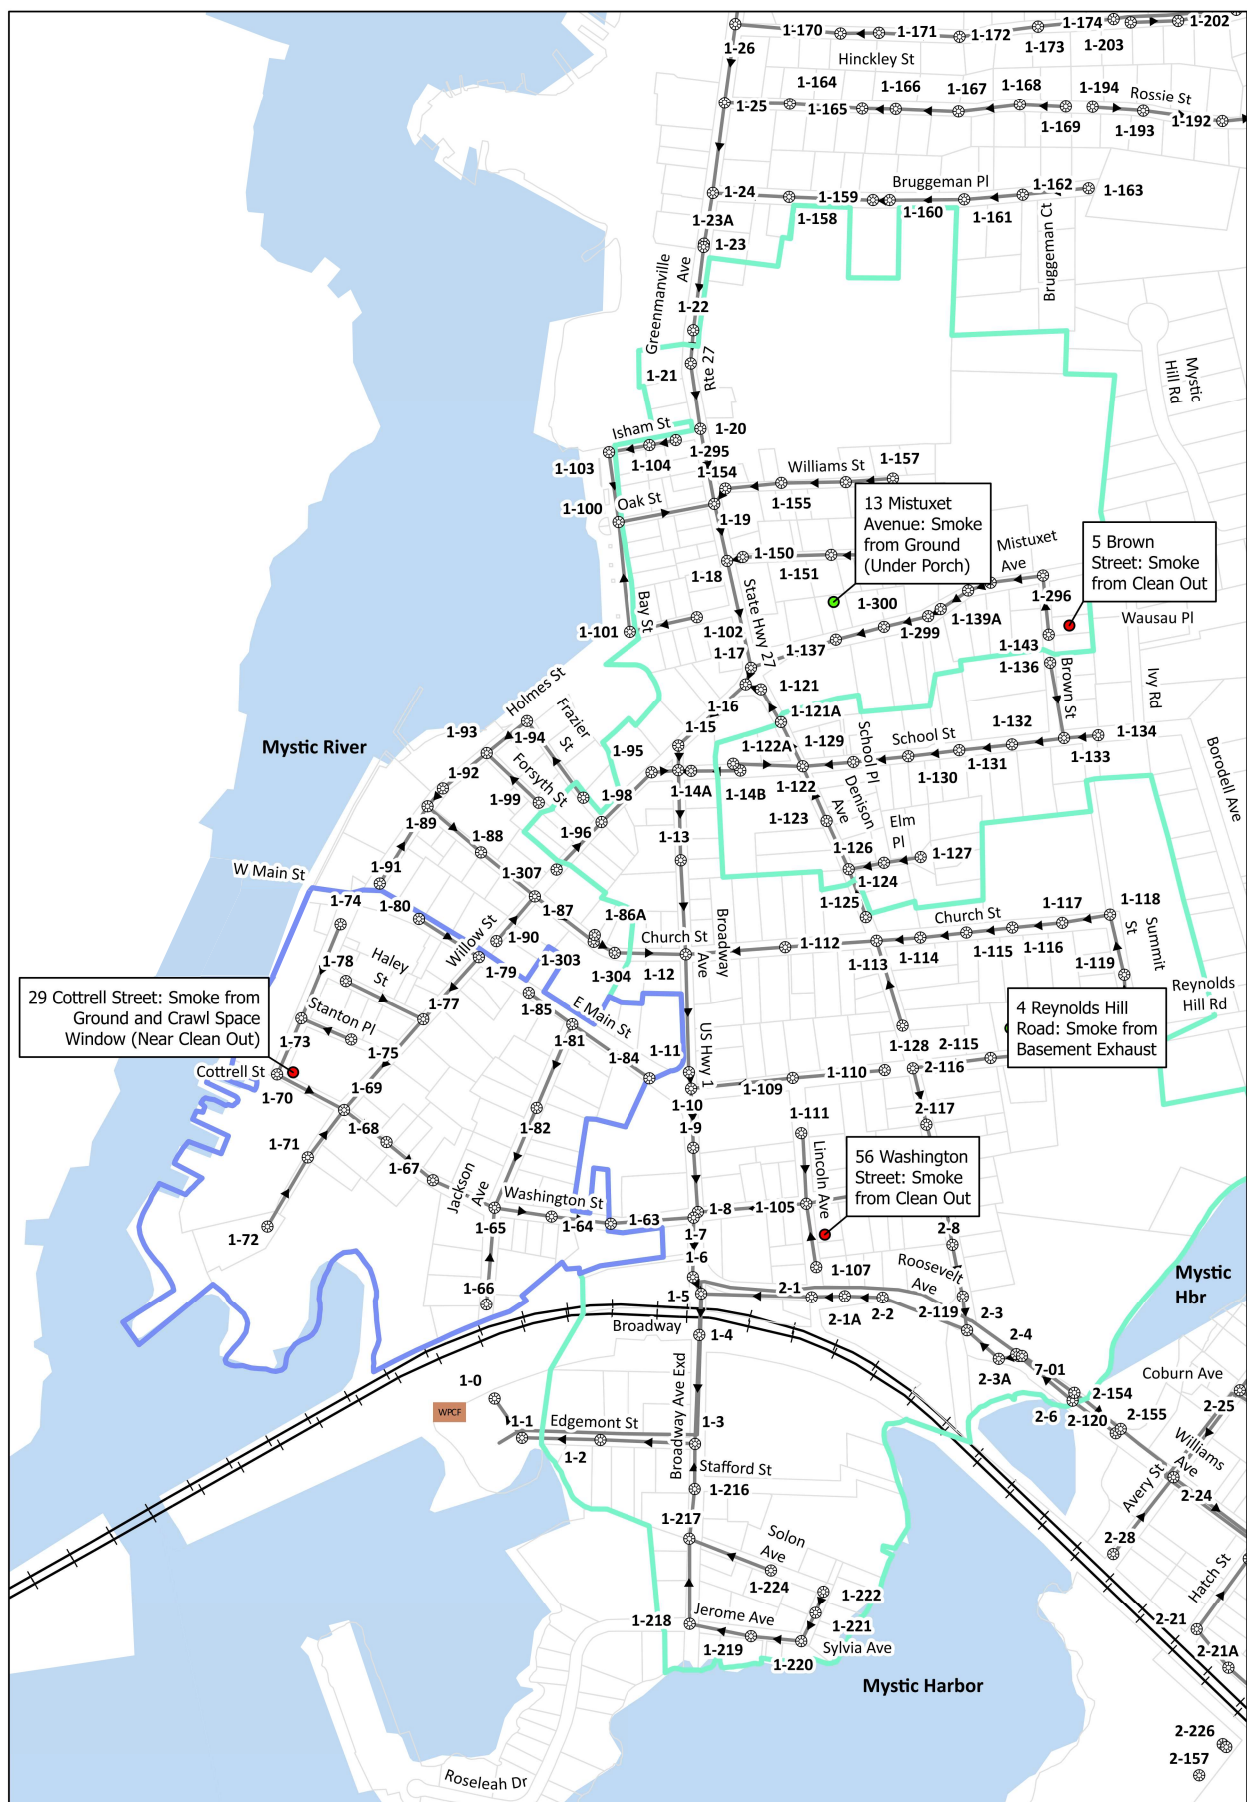 1-170
1-171
1-172
1-174
1-202
1-26
1-173
1-203
Hinckley St
1-164
1-166
1-167
1-168
1-194
Rossie St
1-25
1-165
1-169
1-193
1-192
Bruggeman Pl
1-162
1-163
1-24
1-159
1-158
1-160
1-161
1-23A
1-23
Bruggeman Ct
Greenmanville
Ave
1-22
Rte 27
1-21
Mystic
Hill Rd
Isham St
1-20
1-103
1-104
1-295
1-154
Williams St
1-157
1-100
Oak St
1-155
1-19
13 Mistuxet
Avenue: Smoke
from Ground
(Under Porch)
Mistuxet
Ave
5 Brown
Street: Smoke
from Clean Out
1-150
1-151
1-18
State Hwy 27
Bay St
1-300
1-296
1-299
1-139A
Wausau Pl
1-101
1-102
1-137
1-143
1-17
1-136
Brown St
Ivy Rd
1-121
Holmes St
1-16
1-121A
Frazier
St
1-15
1-93
1-94
Mystic River
1-95
1-122A
1-129
School Pl
School St
1-132
1-134
1-130
1-131
1-133
Borodell Ave
1-92
Forsyth St
1-99
1-98
1-14A
1-14B
1-122
Denison
Ave
1-89
1-88
1-96
1-13
1-123
Elm
Pl
1-126
1-127
1-91
1-307
1-124
W Main St
1-74
1-80
1-87
1-86A
1-125
Church St
1-117
1-118
Summit
St
Willow St
1-90
Church St
Broadway
Ave
1-112
1-115
1-116
1-78
Haley
St
1-79
1-303
1-304
1-12
1-113
1-114
1-119
29 Cottrell Street: Smoke from
Ground and Crawl Space
Window (Near Clean Out)
Stanton Pl
1-77
1-85
E Main St
Reynolds
Hill Rd
4 Reynolds Hill
Road: Smoke from
Basement Exhaust
1-73
1-75
1-81
1-84
1-11
US Hwy 1
1-128
2-115
Cottrell St
1-70
1-69
1-109
1-110
2-116
1-10
1-68
1-82
1-9
1-111
2-117
1-71
1-67
Jackson
Ave
Lincoln Ave
56 Washington
Street: Smoke
from Clean Out
Washington St
1-65
1-64
1-63
1-8
1-105
1-72
1-7
2-8
1-6
1-107
Roosevelt
Ave
1-66
1-5
2-1
2-1A
2-2
2-119
2-3
Mystic
Hbr
Broadway
1-4
2-4
7-01
2-3A
Coburn Ave
1-0
WPCF
Broadway Ave Exd
2-154
2-6
2-120
2-155
2-25
1-1
Edgemont St
1-3
1-2
Williams
Ave
Stafford St
Avery St
1-216
2-24
1-217
Solon
Ave
2-28
1-224
Hatch St
1-222
1-218
Jerome Ave
1-221
2-21
1-219
1-220
Sylvia Ave
2-21A
Mystic Harbor
2-226
2-157
Roseleah Dr